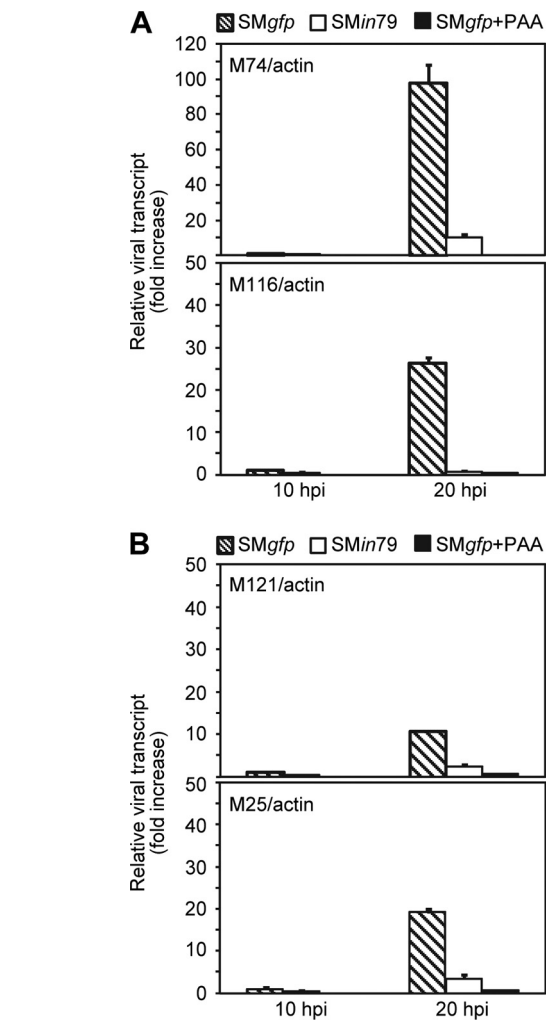 A
SMgfp SMin79 SMgfp+PAA
Relative viral transcript
(fold increase)
120
100
80
60
40
20
M74/actin
50
40
30
20
10
0
M116/actin
10 hpi 20 hpi
B
SMgfp SMin79 SMgfp+PAA
Relative viral transcript
(fold increase)
50
40
30
20
10
M121/actin
50
40
30
20
10
0
M25/actin
10 hpi 20 hpi